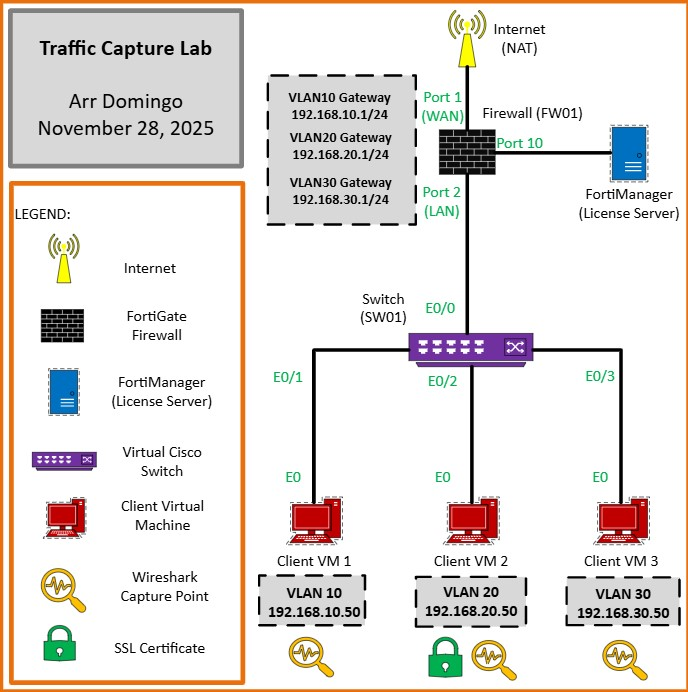 Traffic Capture Lab
Arr Domingo
November 28, 2025
LEGEND:
Internet
FortiGate
Firewall
FortiManager
(License Server)
Virtual Cisco
Switch
Client Virtual
Machine
Wireshark
Capture Point
SSL Certificate
Internet
(NAT)
VLAN10 Gateway
192.168.10.1/24
VLAN20 Gateway
192.168.20.1/24
VLAN30 Gateway
192.168.30.1/24
Port 1
(WAN)
Firewall (FW01)
Port 10
Port 2
(LAN)
FortiManager
(License Server)
Switch
(SW01)
E0/0
E0/1
E0/2
E0/3
E0
E0
E0
Client VM 1
Client VM 2
Client VM 3
VLAN 10
192.168.10.50
VLAN 20
192.168.20.50
VLAN 30
192.168.30.50